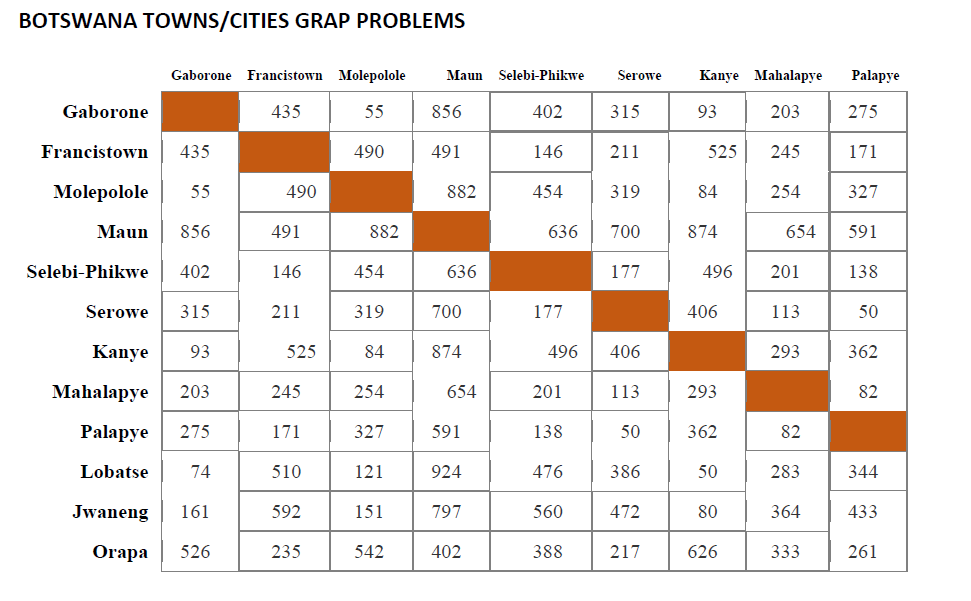 BOTSWANA TOWNS/CITIES GRAP PROBLEMS
Gaborone Francistown Molepolole Maun Selebi-Phikwe Serowe Kanye Mahalapye Palapye
Gaborone 435 55 856 402 315 93 203 275
Francistown 435 490 491 146 211 525 245 171
Molepolole 55 490 882 454 319 84 254 327
Maun 856 491 882 636 700 874 654 591
Selebi-Phikwe 402 146 454 636 177 496 201 138
Serowe 315 211 319 700 177 406 113 50
Kanye 93 525 84 874 496 406 293 362
Mahalapye 203 245 254 654 201 113 293 82
Palapye 275 171 327 591 138 50 362 82
Lobatse 74 510 121 924 476 386 50 283 344
Jwaneng 161 592 151 797 560 472 80 364 433
Orapa 526 235 542 402 388 217 626 333 261